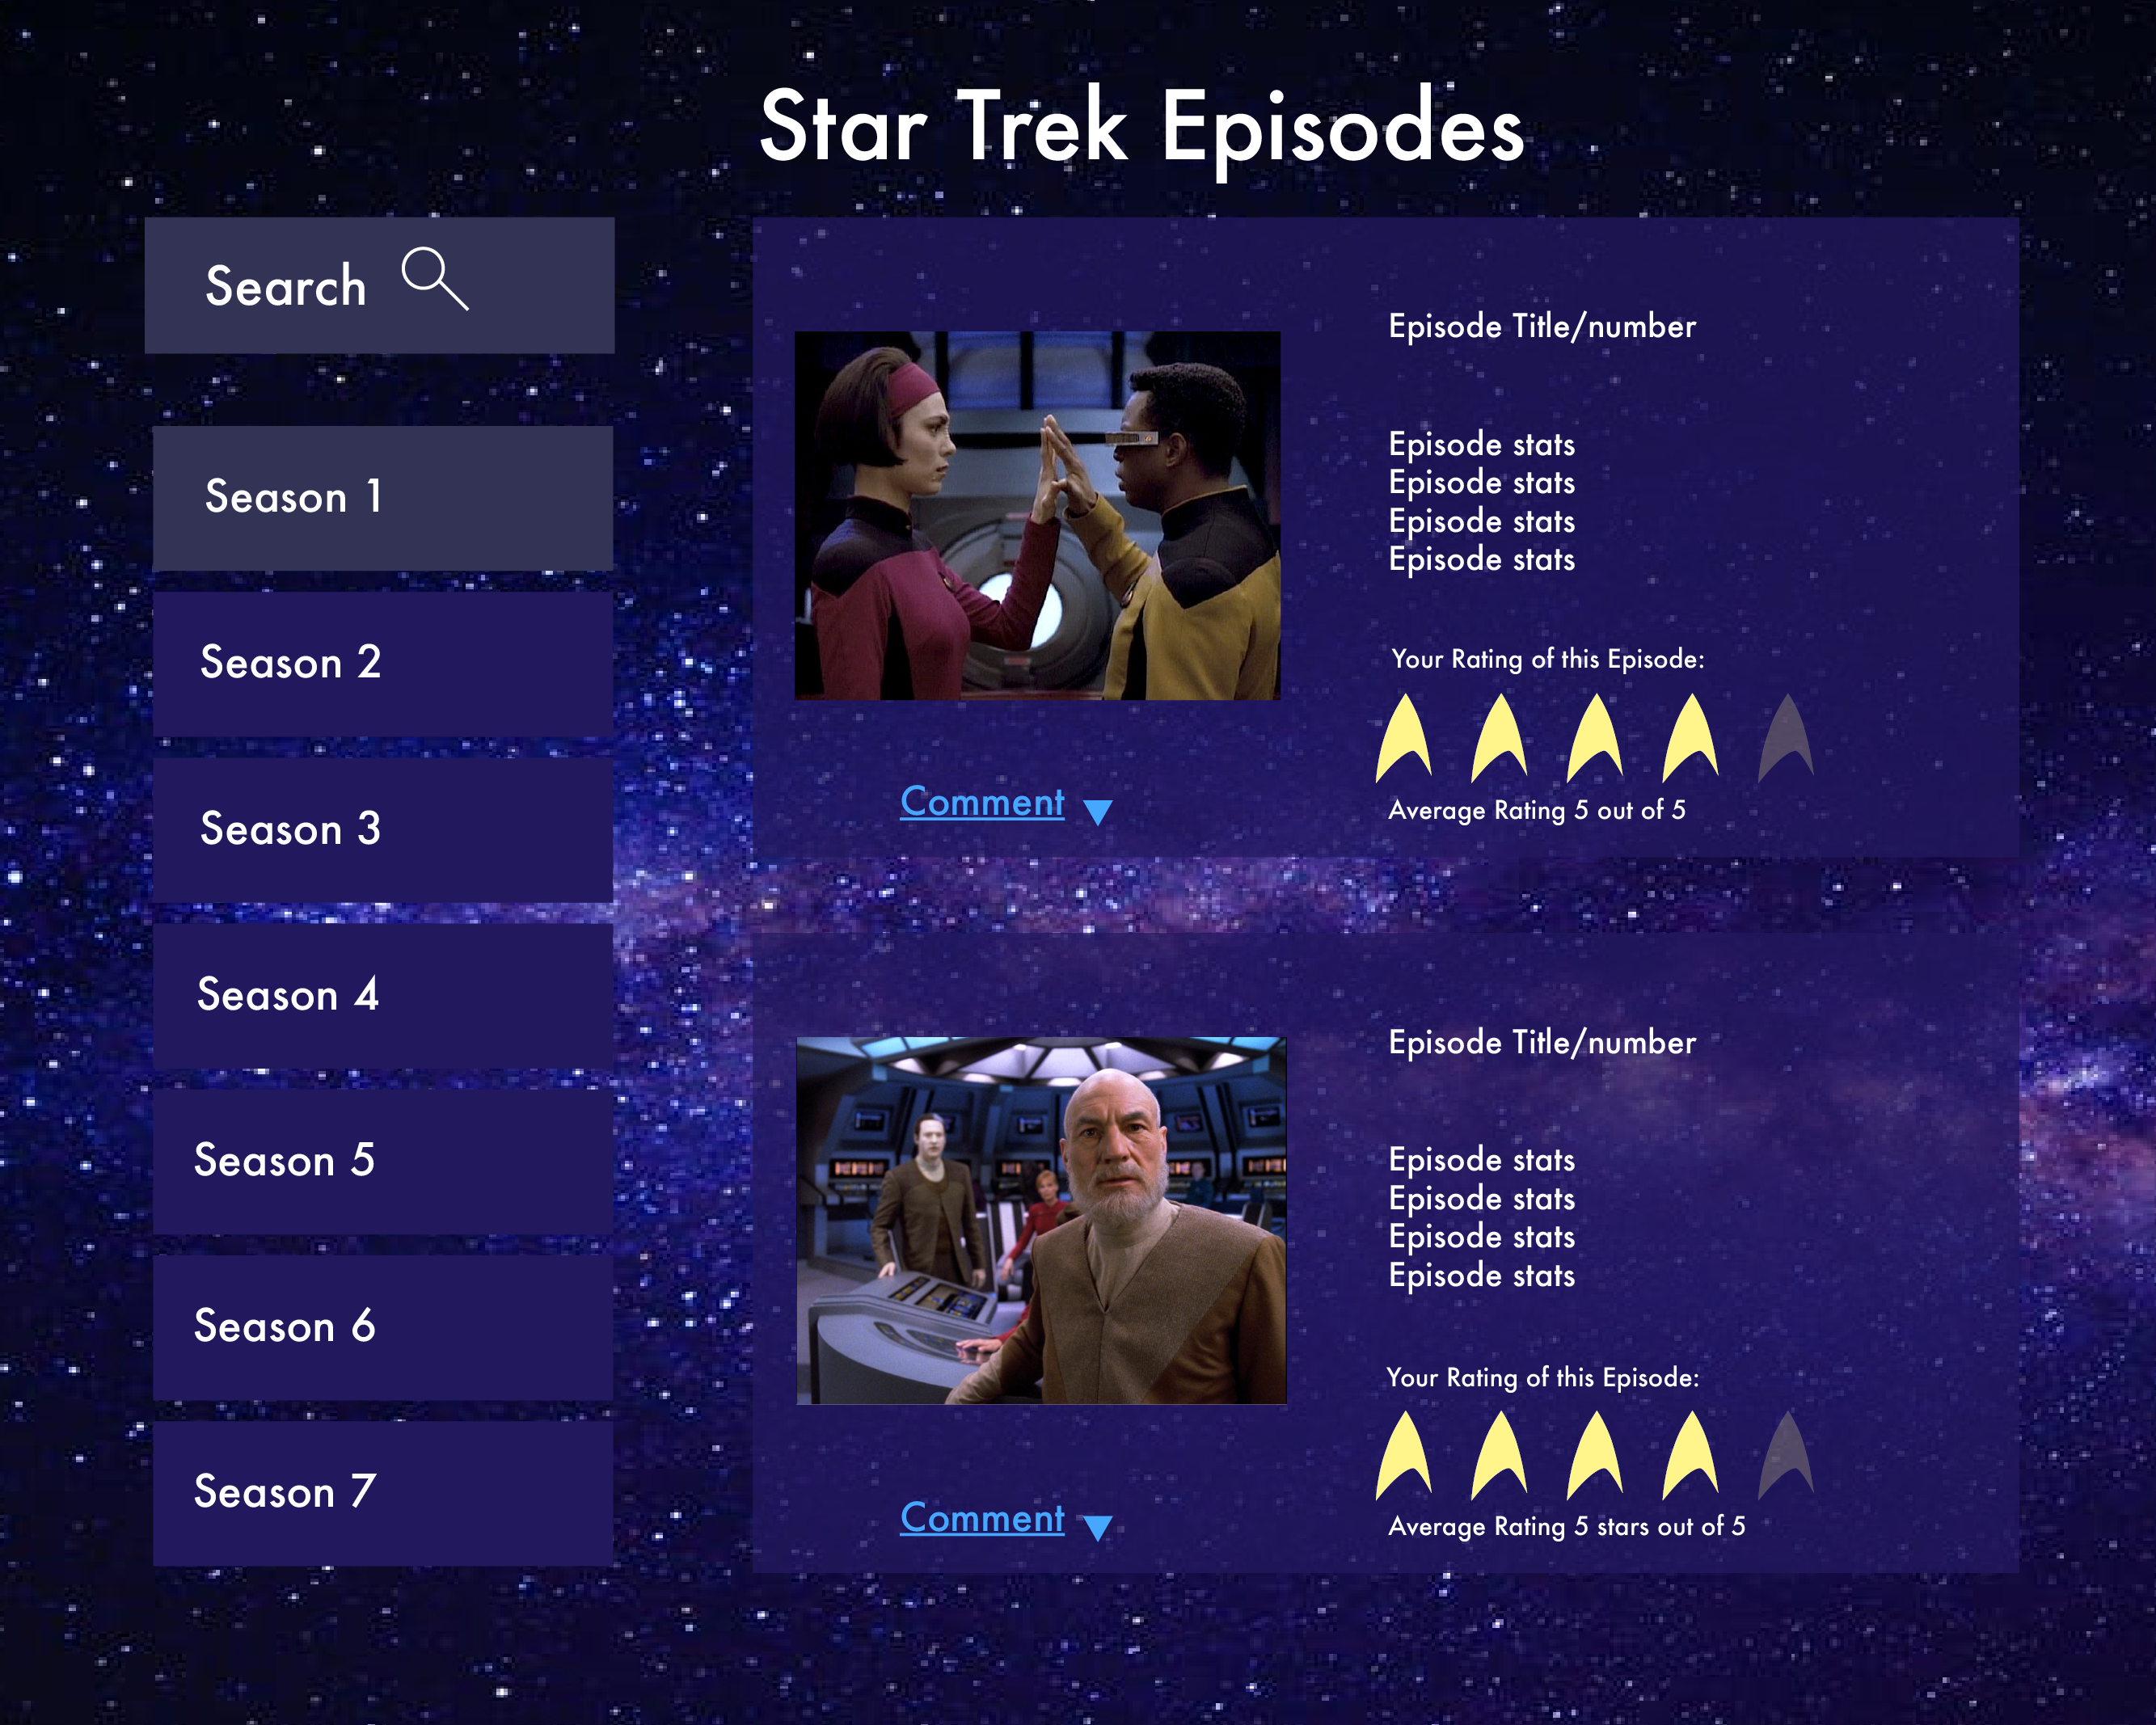 Star Trek Episodes
Search
Season 1
Season 2
Season 3
Season 4
Season 5
Season 6
Season 7
Episode Title/number
Episode stats
Episode stats
Episode stats
Episode stats
Your Rating of this Episode:
Average Rating 5 out of 5
Comment
Episode Title/number
Episode stats
Episode stats
Episode stats
Episode stats
Your Rating of this Episode:
Average Rating 5 stars out of 5
Comment